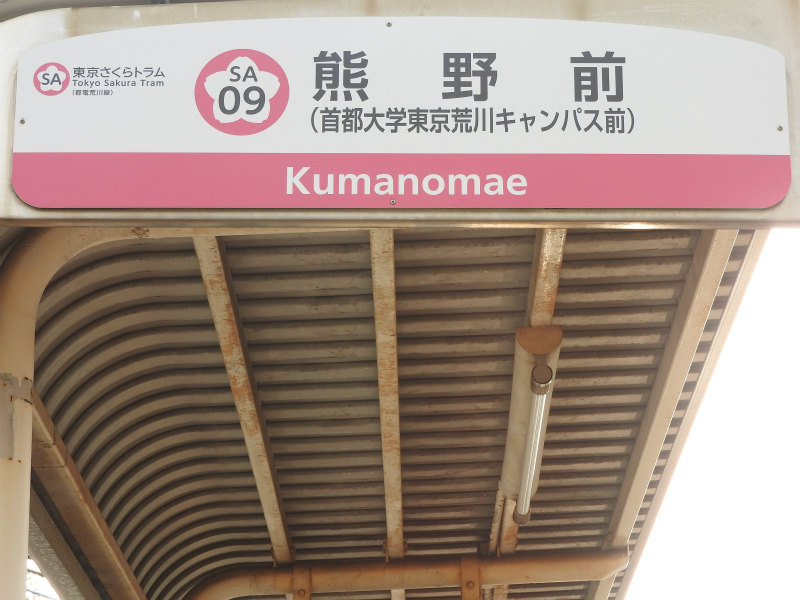 SA
東京さくらトラム
Tokyo Sakura Tram
(都電荒川線)
SA
09
熊野前
(首都大学東京荒川キャンパス前)
Kumanomae